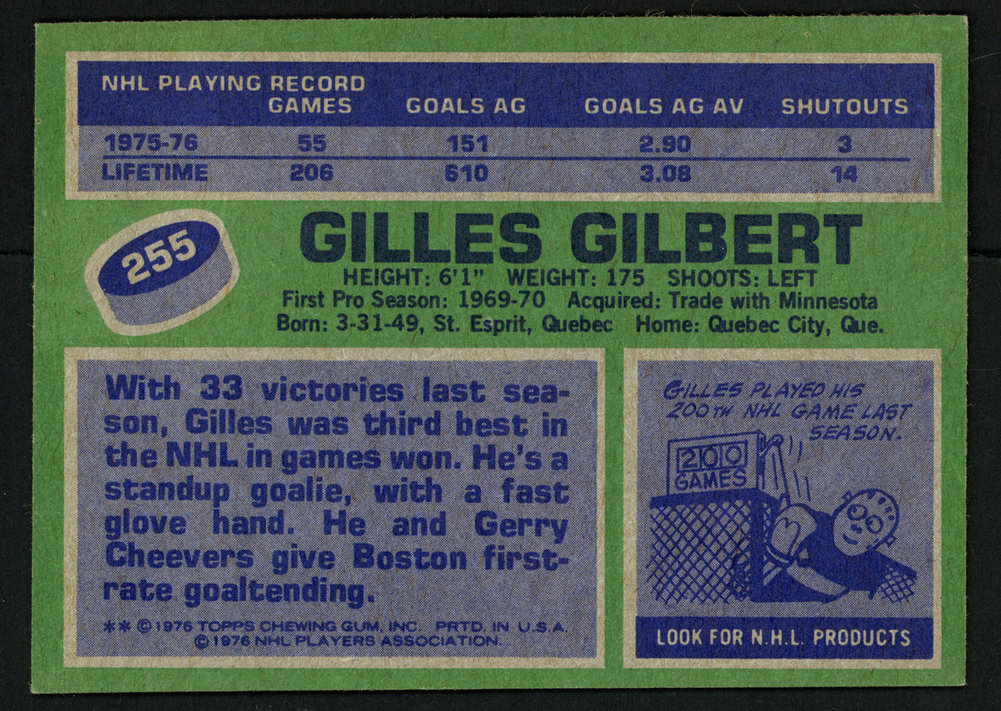 NHL PLAYING RECORD
GAMES GOALS AG GOALS AG AV SHUTOUTS
1975-76 55 151 2.90 3
LIFETIME 206 610 3.08 14
255
GILLES GILBERT
HEIGHT: 6'1" WEIGHT: 175 SHOOTS: LEFT
First Pro Season: 1969-70 Acquired: Trade with Minnesota
Born: 3-31-49, St. Esprit, Quebec Home: Quebec City, Que.
With 33 victories last sea-
son, Gilles was third best in
the NHL in games won. He's a
standup goalie, with a fast
glove hand. He and Gerry
Cheevers give Boston first-
rate goaltending.
** © 1976 TOPPS CHEWING GUM, INC. PRTD. IN U.S.A.
© 1976 NHL PLAYERS ASSOCIATION.
GILLES PLAYED HIS
200TH NHL GAME LAST
SEASON.
200
GAMES
LOOK FOR N.H.L. PRODUCTS